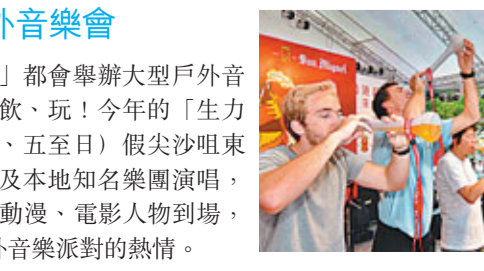 外音樂會
」都會舉辦大型戶外音
飲、玩！今年的「生力
、五至日）假尖沙咀東
及本地知名樂團演唱，
動漫、電影人物到場，
外音樂派對的熱情。
San Miguel